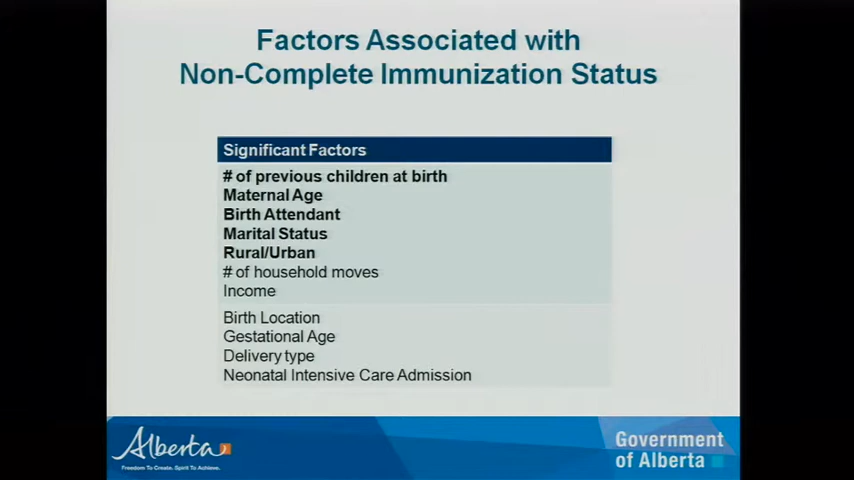 Factors Associated with
Non-Complete Immunization Status
Significant Factors
# of previous children at birth
Maternal Age
Birth Attendant
Marital Status
Rural/Urban
# of household moves
Income
Birth Location
Gestational Age
Delivery type
Neonatal Intensive Care Admission
Alberta
Freedom To Create. Spirit To Achieve.
Government
of Alberta